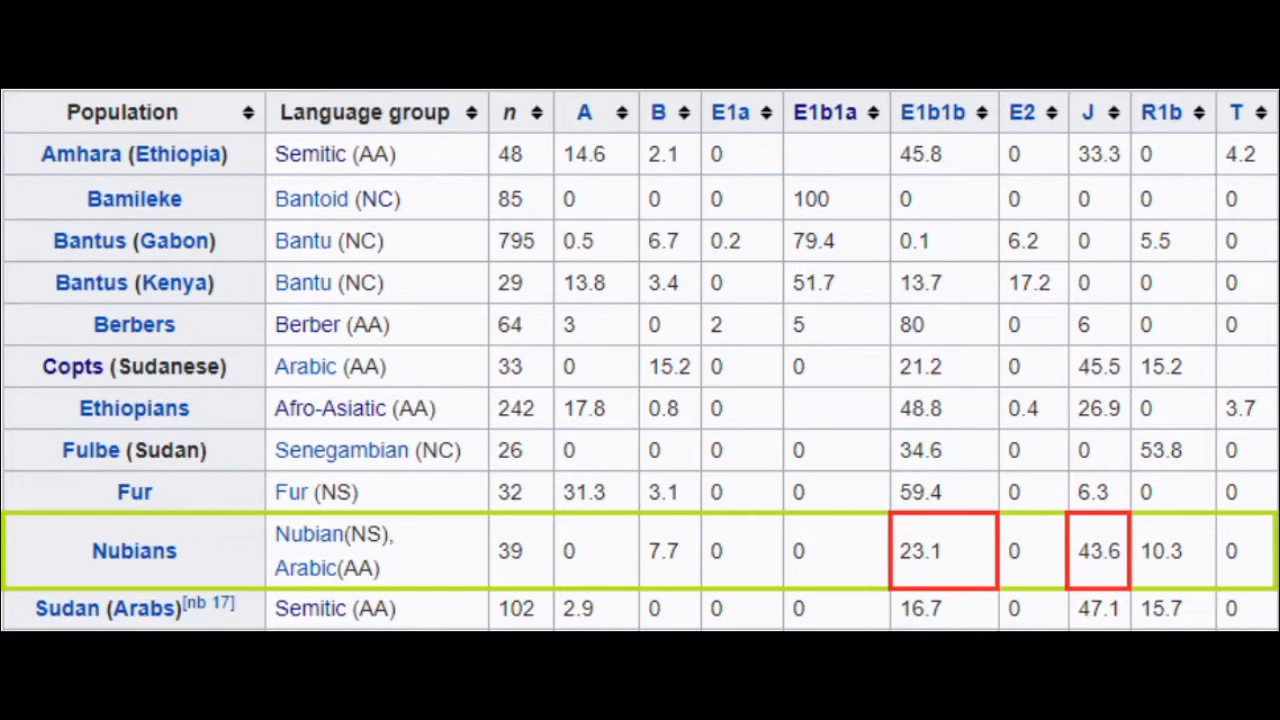 Population Language group n A B E1a E1b1a E1b1b E2 J R1b T
Amhara (Ethiopia) Semitic (AA) 48 14.6 2.1 0 45.8 0 33.3 0 4.2
Bamileke Bantoid (NC) 85 0 0 0 100 0 0 0 0 0
Bantus (Gabon) Bantu (NC) 795 0.5 6.7 0.2 79.4 0.1 6.2 0 5.5 0
Bantus (Kenya) Bantu (NC) 29 13.8 3.4 0 51.7 13.7 17.2 0 0 0
Berbers Berber (AA) 64 3 0 2 5 80 0 6 0 0
Copts (Sudanese) Arabic (AA) 33 0 15.2 0 0 21.2 0 45.5 15.2
Ethiopians Afro-Asiatic (AA) 242 17.8 0.8 0 48.8 0.4 26.9 0 3.7
Fulbe (Sudan) Senegambian (NC) 26 0 0 0 0 34.6 0 0 53.8 0
Fur Fur (NS) 32 31.3 3.1 0 0 59.4 0 6.3 0 0
Nubian(NS),
Nubians 39 0 7.7 0 0 23.1 0 43.6 10.3 0
Arabic(AA)
Sudan (Arabs)[nb 17] Semitic (AA) 102 2.9 0 0 0 16.7 0 47.1 15.7 0